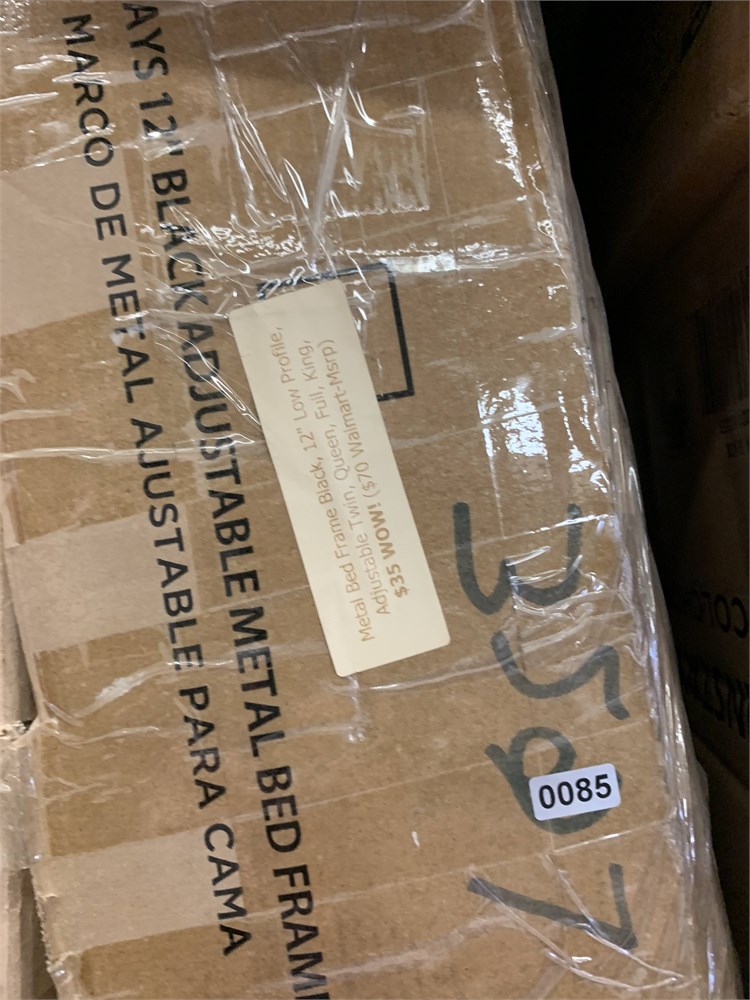 AYS 12" BLACK ADJUSTABLE METAL BED FRAM
MARCO DE METAL AJUSTABLE PARA CAMA
Metal Bed Frame Black, 12" Low Profile,
Adjustable Twin, Queen, Full, King,
$35 WOW! ($70 Walmart-Msrp)
3507
0085